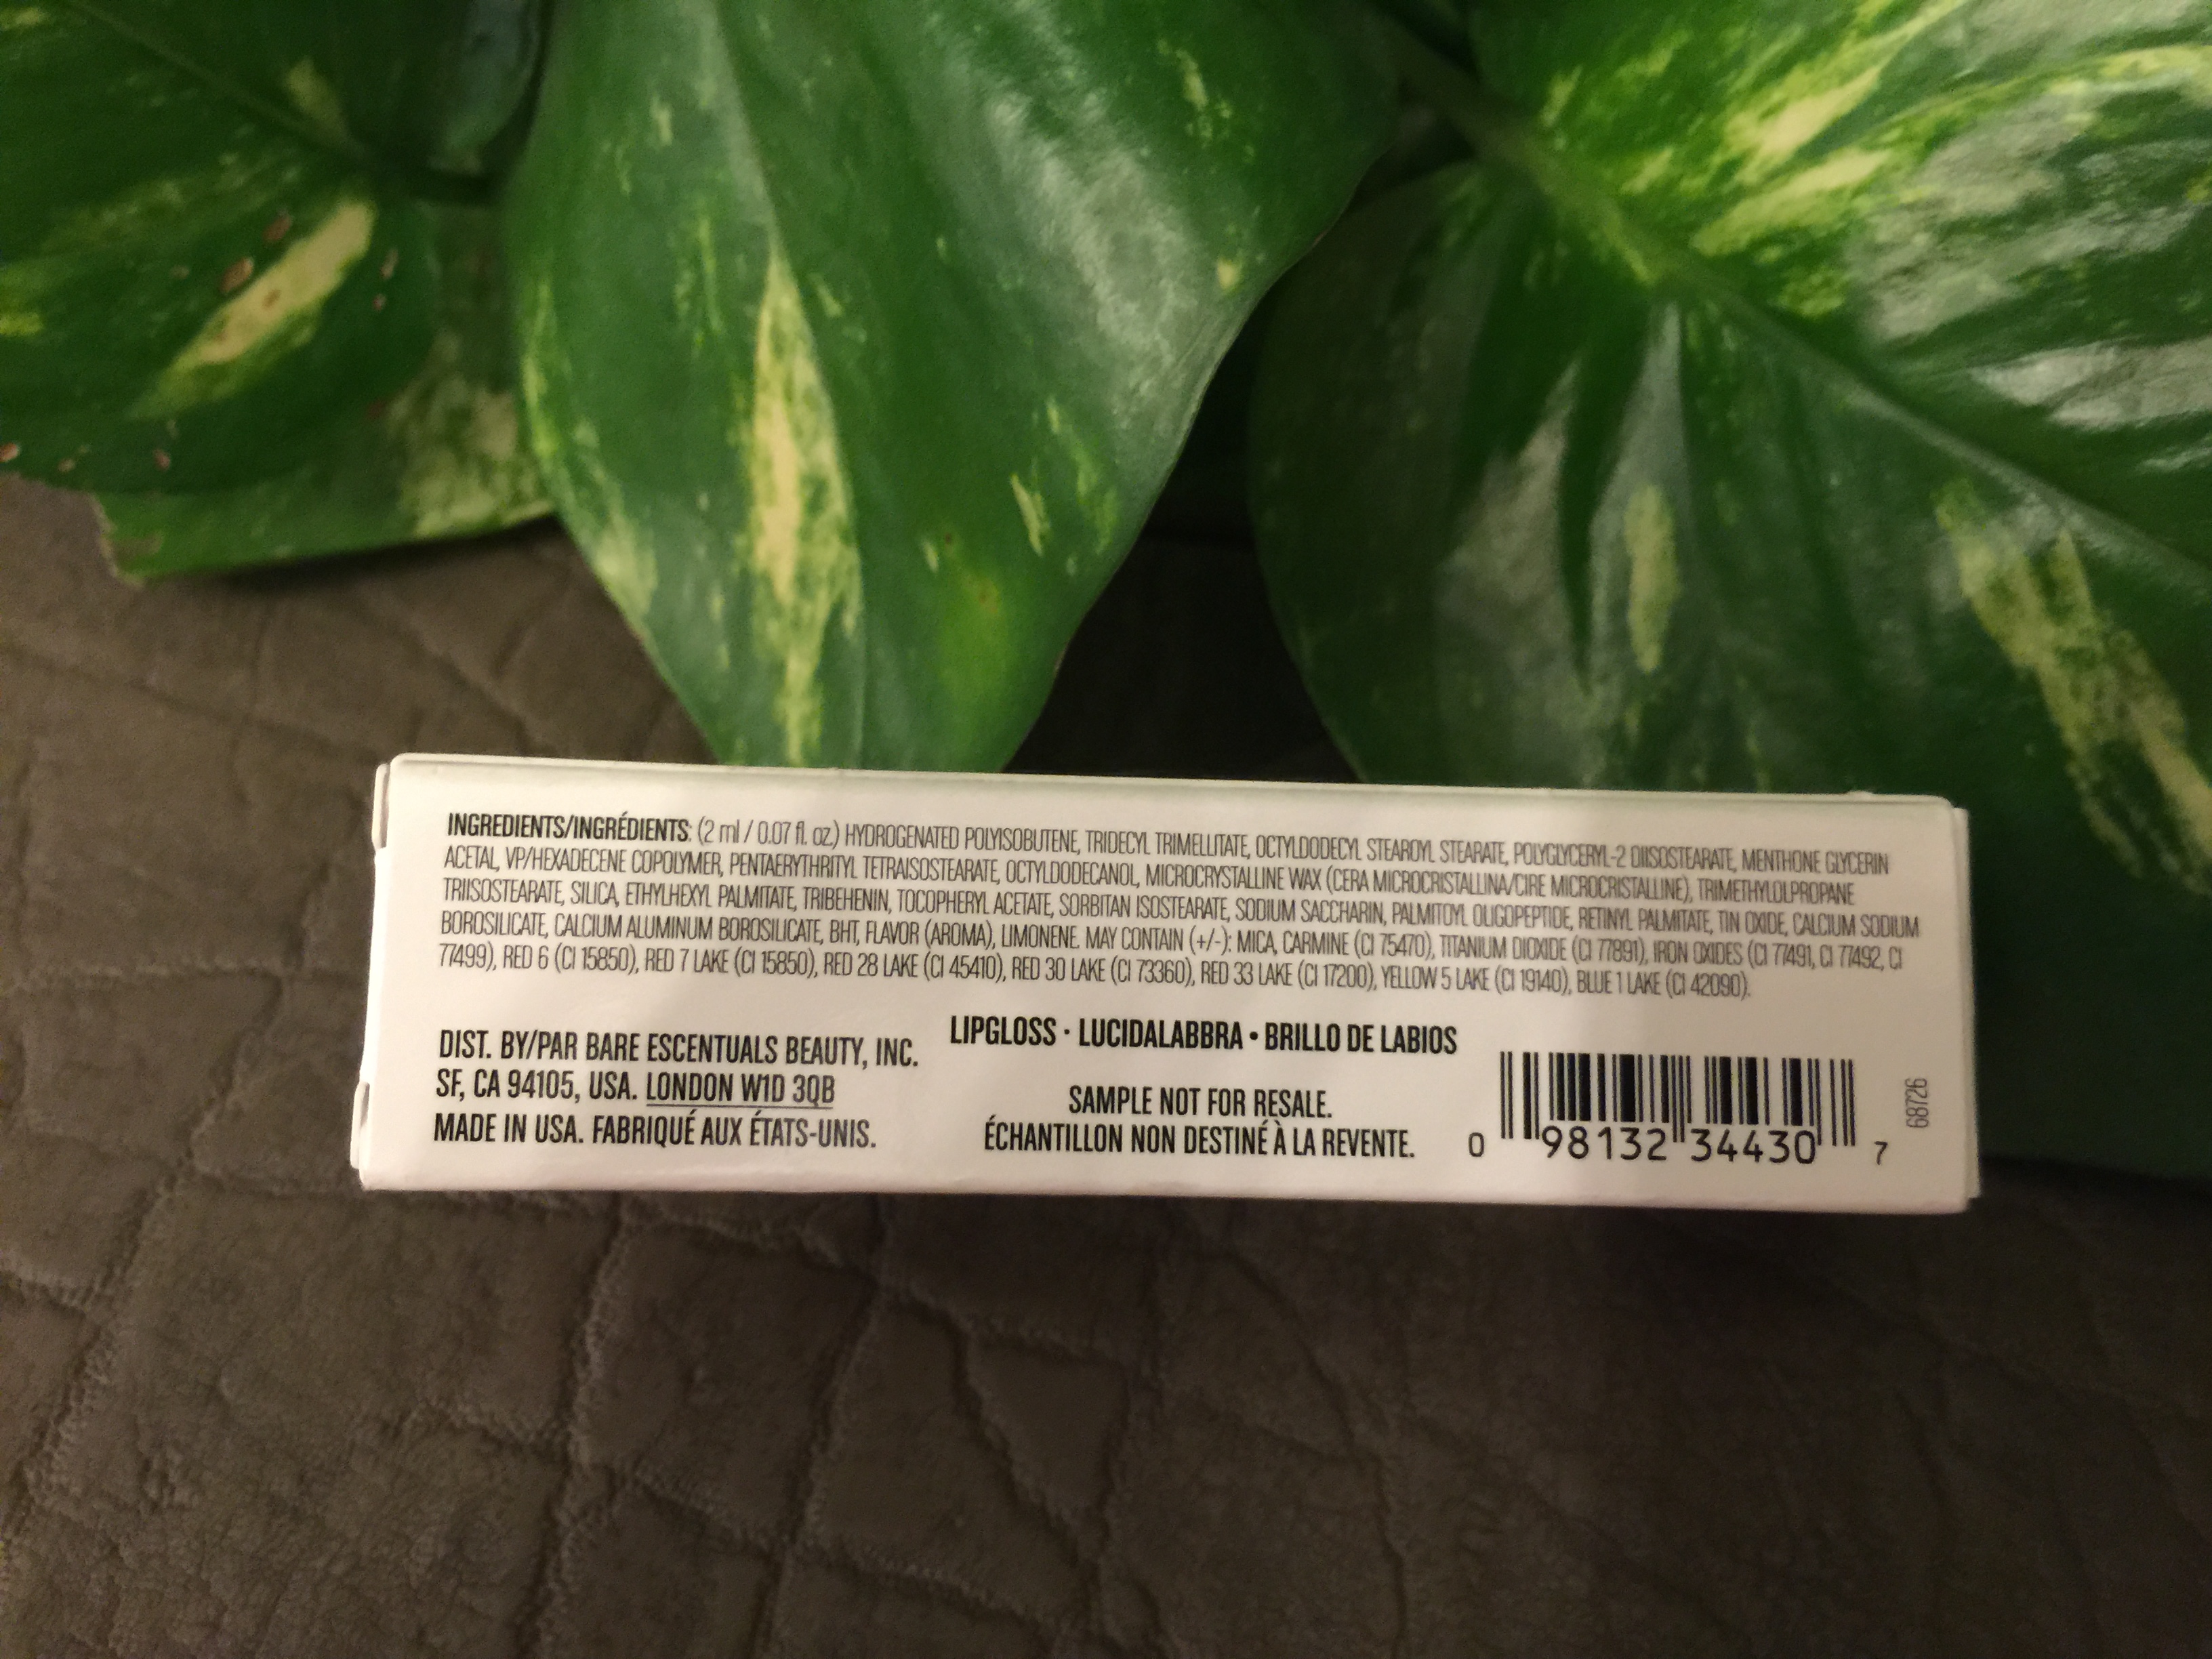 INGREDIENTS/INGRÉDIENTS: (2 ml / 0.07 fl. oz.) HYDROGENATED POLYISOBUTENE, TRIDECYL TRIMELLITATE, OCTYLDODECYL STEAROYL STEARATE, POLYGLYCERYL-2 DIISOSTEARATE, MENTHONE GLYCERIN
ACETAL, VP/HEXADECENE COPOLYMER, PENTAERYTHRITYL TETRAISOSTEARATE, OCTYLDODECANOL, MICROCRYSTALLINE WAX (CERA MICROCRISTALLINA/CIRE MICROCRISTALLINE), TRIMETHYLOLPROPANE
TRIISOSTEARATE, SILICA, ETHYLHEXYL PALMITATE, TRIBEHENIN, TOCOPHERYL ACETATE, SORBITAN ISOSTEARATE, SODIUM SACCHARIN, PALMITOYL OLIGOPEPTIDE, RETINYL PALMITATE, TIN OXIDE, CALCIUM SODIUM
BOROSILICATE, CALCIUM ALUMINUM BOROSILICATE, BHT, FLAVOR (AROMA), LIMONENE. MAY CONTAIN (+/-): MICA, CARMINE (CI 75470), TITANIUM DIOXIDE (CI 77891), IRON OXIDES (CI 77491, CI 77492, CI
77499), RED 6 (CI 15850), RED 7 LAKE (CI 15850), RED 28 LAKE (CI 45410), RED 30 LAKE (CI 73360), RED 33 LAKE (CI 17200), YELLOW 5 LAKE (CI 19140), BLUE 1 LAKE (CI 42090).
DIST. BY/PAR BARE ESCENTUALS BEAUTY, INC.
SF, CA 94105, USA. LONDON W1D 3QB
MADE IN USA. FABRIQUÉ AUX ÉTATS-UNIS.
LIPGLOSS · LUCIDALABBRA • BRILLO DE LABIOS
SAMPLE NOT FOR RESALE.
ÉCHANTILLON NON DESTINÉ À LA REVENTE.
0 98132 34430 7
68726